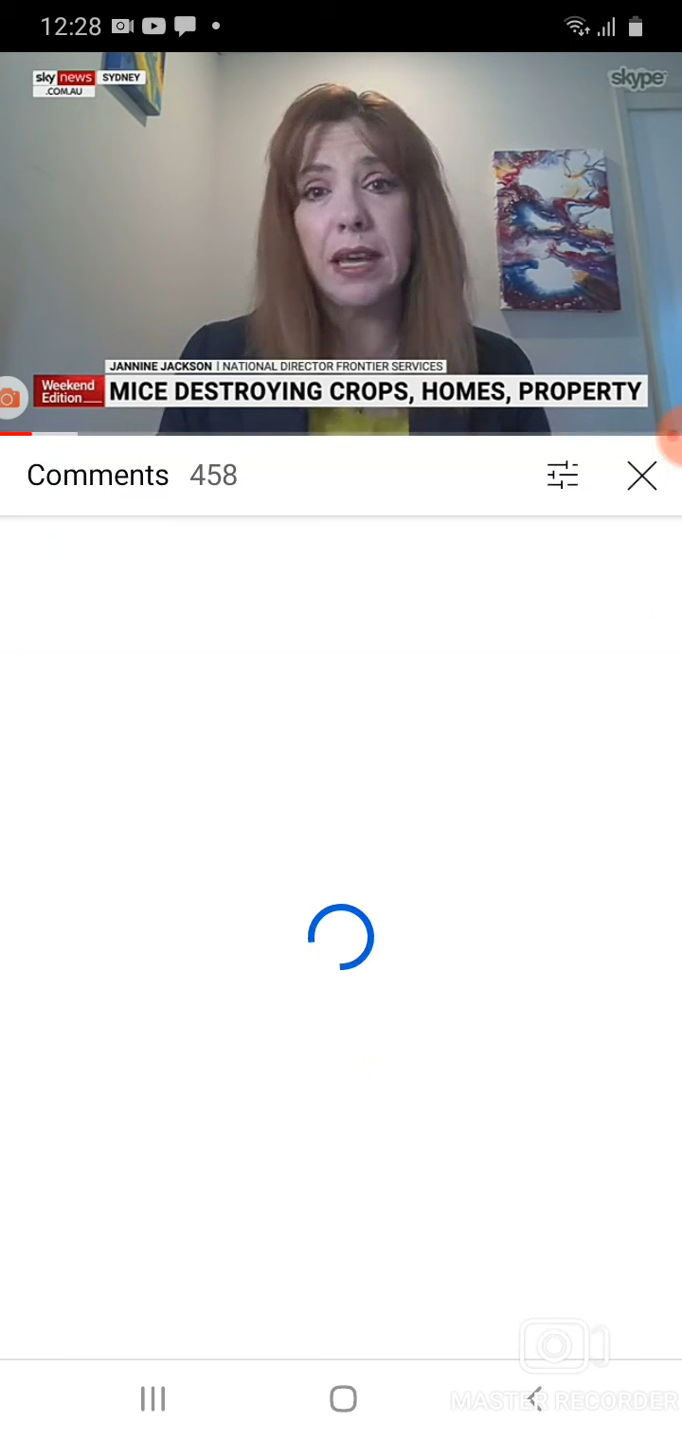 12:28
sky news SYDNEY
.COM.AU
skype
JANNINE JACKSON | NATIONAL DIRECTOR FRONTIER SERVICES
Weekend
Edition
MICE DESTROYING CROPS, HOMES, PROPERTY
Comments 458
MASTER RECORDER